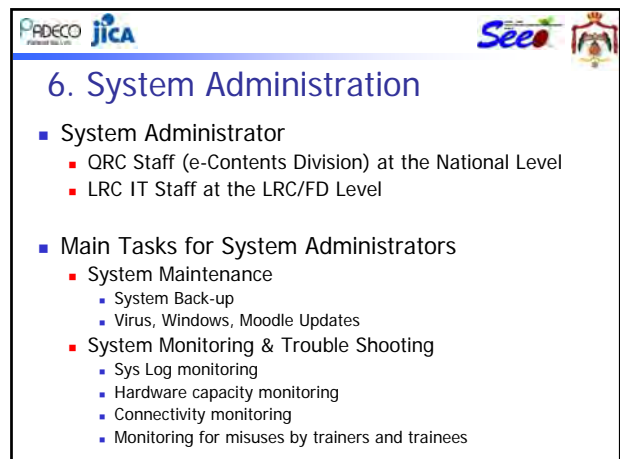 PADECO jica Seeo
6. System Administration
System Administrator
QRC Staff (e-Contents Division) at the National Level
LRC IT Staff at the LRC/FD Level
Main Tasks for System Administrators
System Maintenance
System Back-up
Virus, Windows, Moodle Updates
System Monitoring & Trouble Shooting
Sys Log monitoring
Hardware capacity monitoring
Connectivity monitoring
Monitoring for misuses by trainers and trainees